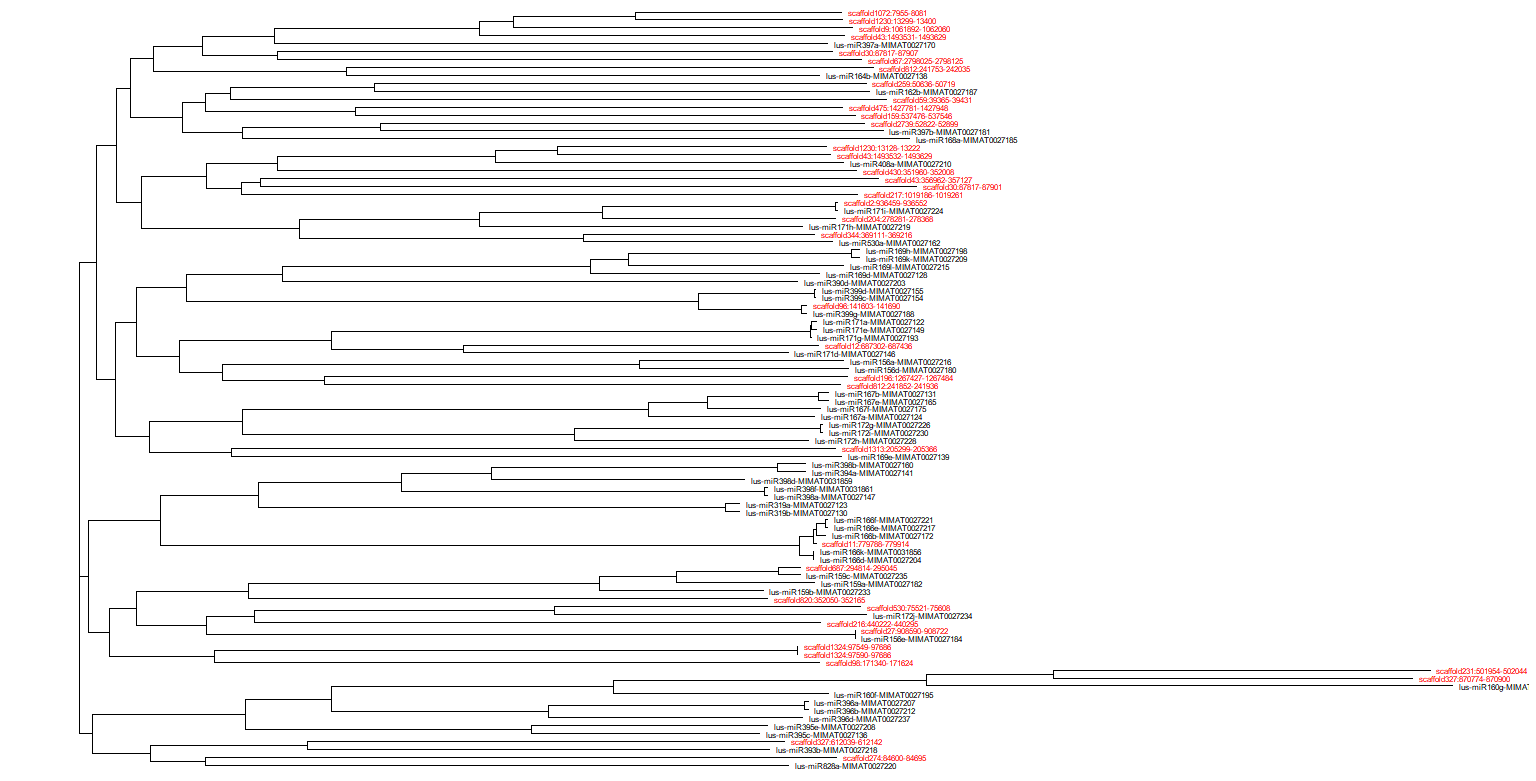 scaffold1072:7955-8081
scaffold1230:13299-13400
scaffold9:1061892-1062060
scaffold43:1493531-1493629
lus-miR397a-MIMAT0027170
scaffold30:87817-87907
scaffold67:2798025-2798125
scaffold812:241753-242035
lus-miR164b-MIMAT0027138
scaffold259:50636-50719
lus-miR162b-MIMAT0027187
scaffold59:39365-39431
scaffold475:1427781-1427948
scaffold159:537476-537546
scaffold2739:52822-52899
lus-miR397b-MIMAT0027181
lus-miR168a-MIMAT0027185
scaffold1230:13128-13222
scaffold43:1493532-1493629
lus-miR408a-MIMAT0027210
scaffold430:351960-352008
scaffold43:356962-357127
scaffold30:87817-87901
scaffold217:1019186-1019261
scaffold2:936459-936552
lus-miR171i-MIMAT0027224
scaffold204:278281-278368
lus-miR171h-MIMAT0027219
scaffold344:369111-369216
lus-miR530a-MIMAT0027162
lus-miR169h-MIMAT0027198
lus-miR169k-MIMAT0027209
lus-miR169l-MIMAT0027215
lus-miR169d-MIMAT0027128
lus-miR390d-MIMAT0027203
lus-miR399d-MIMAT0027155
lus-miR399c-MIMAT0027154
scaffold96:141603-141690
lus-miR399g-MIMAT0027188
lus-miR171a-MIMAT0027122
lus-miR171e-MIMAT0027149
lus-miR171g-MIMAT0027193
scaffold12:687302-687436
lus-miR171d-MIMAT0027146
lus-miR156a-MIMAT0027216
lus-miR156d-MIMAT0027180
scaffold196:1267427-1267484
scaffold812:241852-241936
lus-miR167b-MIMAT0027131
lus-miR167e-MIMAT0027165
lus-miR167f-MIMAT0027175
lus-miR167a-MIMAT0027124
lus-miR172g-MIMAT0027226
lus-miR172i-MIMAT0027230
lus-miR172h-MIMAT0027228
scaffold1313:205299-205366
lus-miR169e-MIMAT0027139
lus-miR398b-MIMAT0027160
lus-miR394a-MIMAT0027141
lus-miR398d-MIMAT0031859
lus-miR398f-MIMAT0031861
lus-miR398a-MIMAT0027147
lus-miR319a-MIMAT0027123
lus-miR319b-MIMAT0027130
lus-miR166f-MIMAT0027221
lus-miR166e-MIMAT0027217
lus-miR166b-MIMAT0027172
scaffold11:779788-779914
lus-miR166k-MIMAT0031856
lus-miR166d-MIMAT0027204
scaffold687:294814-295045
lus-miR159c-MIMAT0027235
lus-miR159a-MIMAT0027182
lus-miR159b-MIMAT0027233
scaffold820:352050-352165
scaffold530:75521-75608
lus-miR172j-MIMAT0027234
scaffold216:440222-440295
scaffold27:908590-908722
lus-miR156e-MIMAT0027184
scaffold1324:97549-97686
scaffold1324:97590-97686
scaffold98:171340-171624
scaffold231:501954-502044
scaffold327:870774-870900
lus-miR160g-MIMAT
lus-miR160f-MIMAT0027195
lus-miR396a-MIMAT0027207
lus-miR396b-MIMAT0027212
lus-miR396d-MIMAT0027237
lus-miR395e-MIMAT0027208
lus-miR395c-MIMAT0027136
scaffold327:612039-612142
lus-miR393b-MIMAT0027218
scaffold274:84600-84695
lus-miR828a-MIMAT0027220